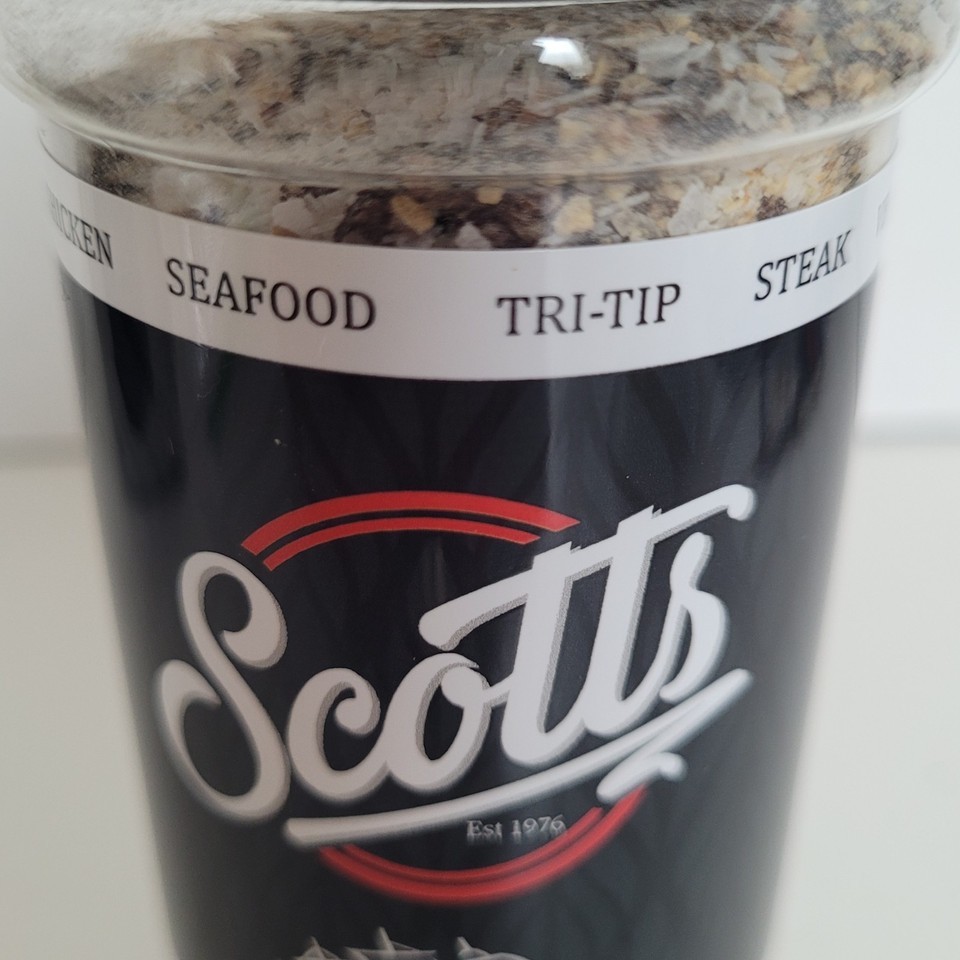 SEAFOOD TRI-TIP STEAK
Scotts
Est 1976